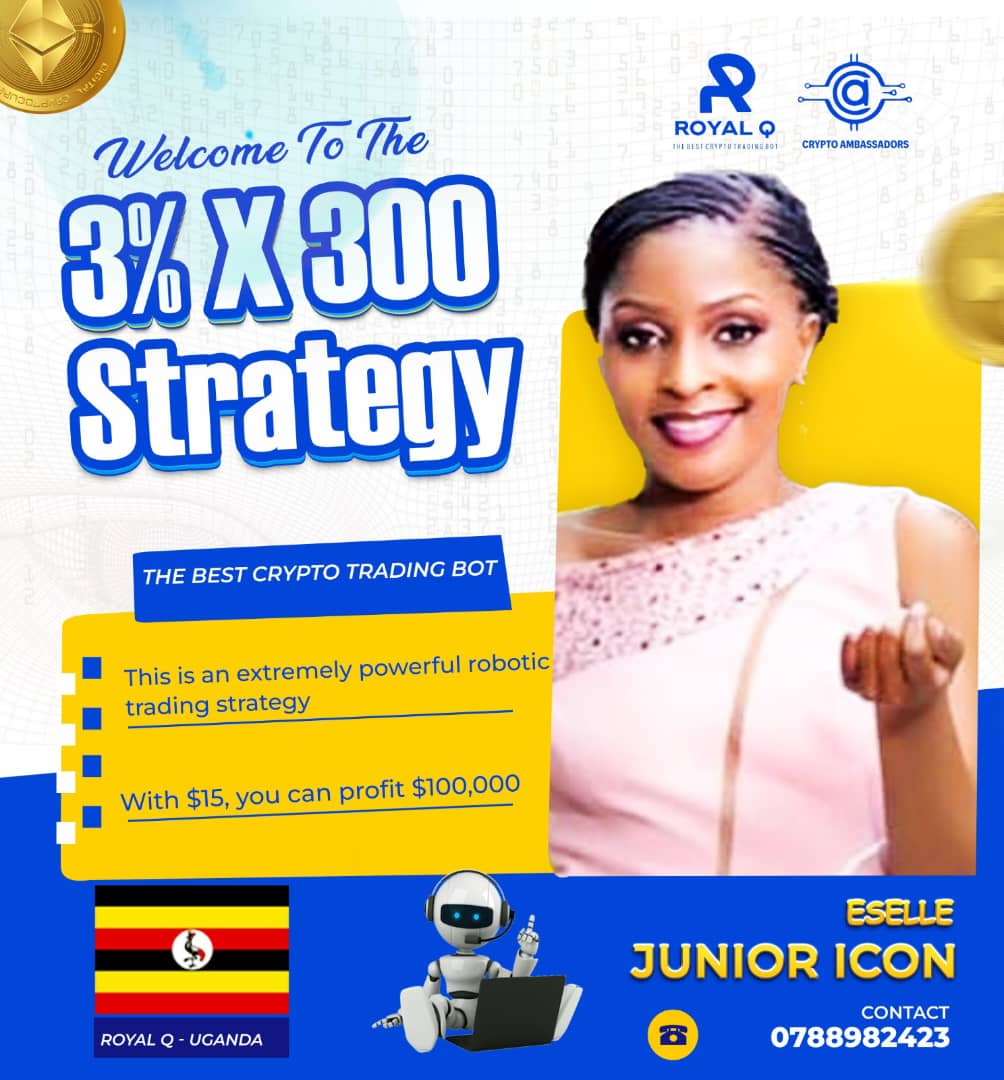 ROYAL Q
THE BEST CRYPTO TRADING BOT
CRYPTO AMBASSADORS
Welcome To The
3% X 300
Strategy
THE BEST CRYPTO TRADING BOT
This is an extremely powerful robotic
trading strategy
With $15, you can profit $100,000
ROYAL Q - UGANDA
ESELLE
JUNIOR ICON
CONTACT
0788982423